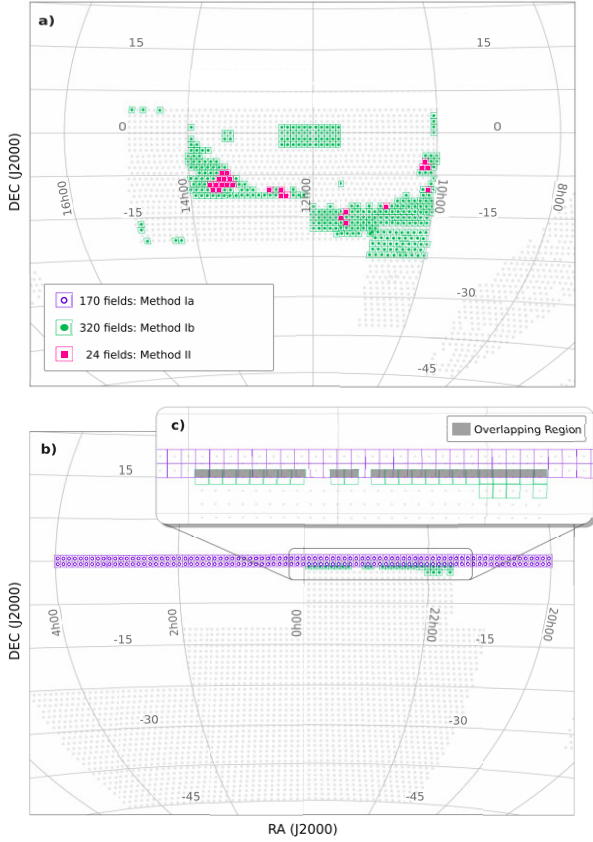 a)
15
15
0
0
DEC (J2000)
16h00
14h00
12h00
10h00
8h00
-15
-15
-30
-45
170 fields: Method Ia
320 fields: Method Ib
24 fields: Method II
c)
Overlapping Region
b)
15
DEC (J2000)
4h00
2h00
0h00
22h00
20h00
-15
-15
-30
-30
-45
-45
RA (J2000)